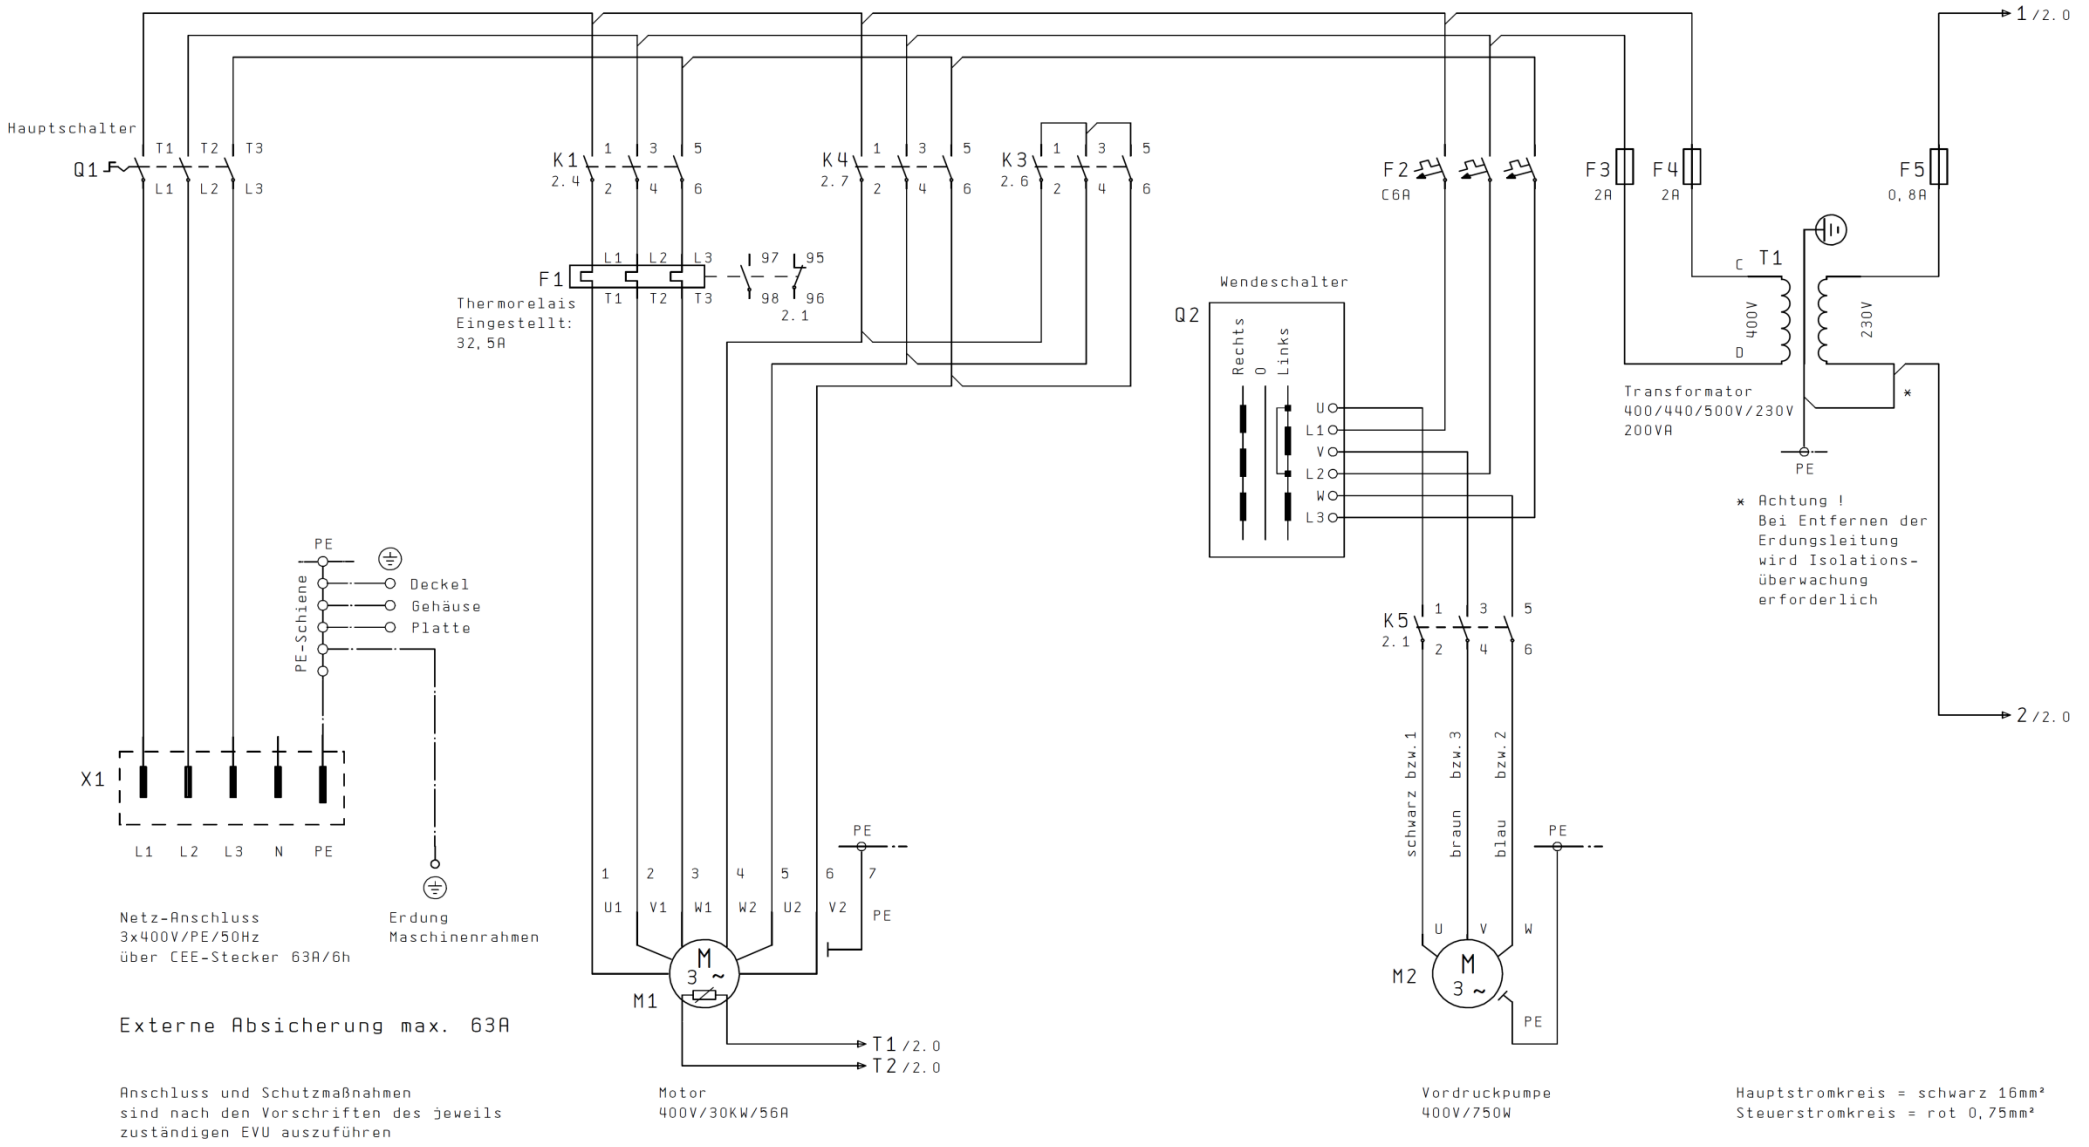 1/2.0
Hauptschalter
Q1
T1 T2 T3
L1 L2 L3
K1
2.4
1 3 5
2 4 6
K4
2.7
1 3 5
2 4 6
K3
2.6
1 3 5
2 4 6
F2
C6A
F3
2A
F4
2A
F5
0,8A
F1
L1 L2 L3
T1 T2 T3
97 95
98 96
2.1
Thermorelais
Eingestellt:
32,5A
Wendeschalter
Q2
Rechts
0
Links
U
L1
V
L2
W
L3
C
T1
400V
230V
D
Transformator
400/440/500V/230V
200VA
*
PE
* Achtung !
Bei Entfernen der
Erdungsleitung
wird Isolations-
überwachung
erforderlich
PE
PE-Schiene
Deckel
Gehäuse
Platte
K5
2.1
1 3 5
2 4 6
2/2.0
X1
L1 L2 L3 N PE
schwarz bzw.1
braun bzw.3
blau bzw.2
Netz-Anschluss
3x400V/PE/50Hz
über CEE-Stecker 63A/6h
Erdung
Maschinenrahmen
PE
1 2 3 4 5 6 7
U1 V1 W1 W2 U2 V2 PE
M
3 ~
M1
T1/2.0
T2/2.0
PE
U V W
M
3 ~
M2
PE
Externe Absicherung max. 63A
Anschluss und Schutzmaßnahmen
sind nach den Vorschriften des jeweils
zuständigen EVU auszuführen
Motor
400V/30KW/56A
Vordruckpumpe
400V/750W
Hauptstromkreis = schwarz 16mm²
Steuerstromkreis = rot 0,75mm²